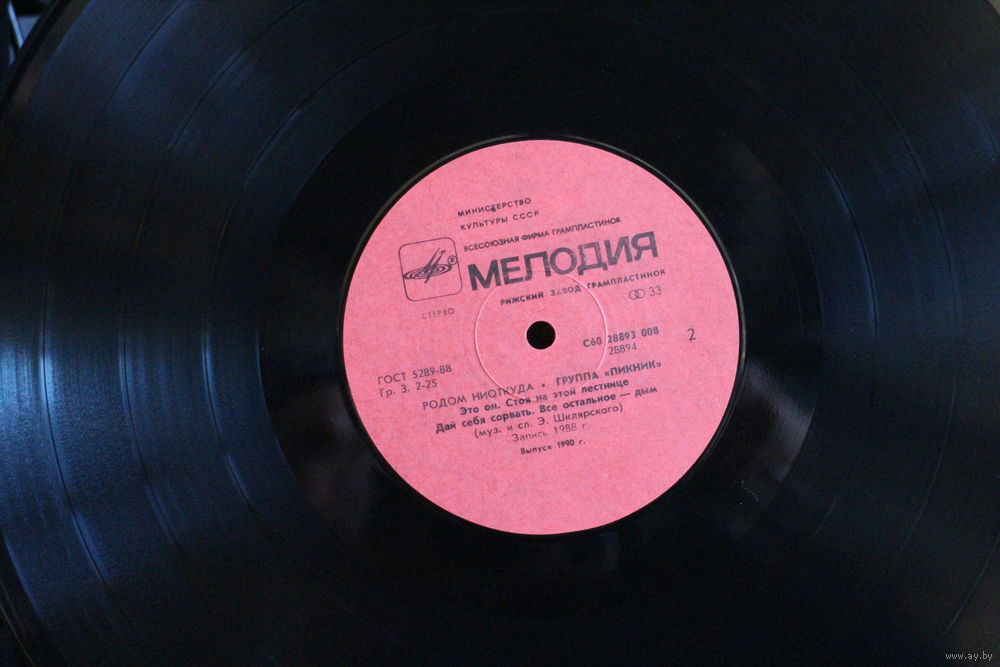 МИНИСТЕРСТВО
КУЛЬТУРЫ СССР
ВСЕСОЮЗНАЯ ФИРМА ГРАМПЛАСТИНОК
МЕЛОДИЯ
®
РИЖСКИЙ ЗАВОД ГРАМПЛАСТИНОК
СТЕРЕО
33
С60 28893 008
28894
2
ГОСТ 5289-88
Гр. 3. 2-25
РОДОМ НИОТКУДА • ГРУППА «ПИКНИК»
Это он. Стоя на этой лестнице
Дай себя сорвать. Все остальное — дым
(муз. и сл. Э. Шклярского)
Запись 1988 г.
Выпуск 1990 г.
www.ay.by